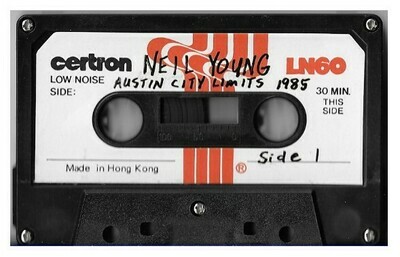 certron NEIL YOUNG LN60
LOW NOISE AUSTIN CITY LIMITS 1985 30 MIN.
SIDE: THIS
SIDE
Side 1
Made in Hong Kong ®